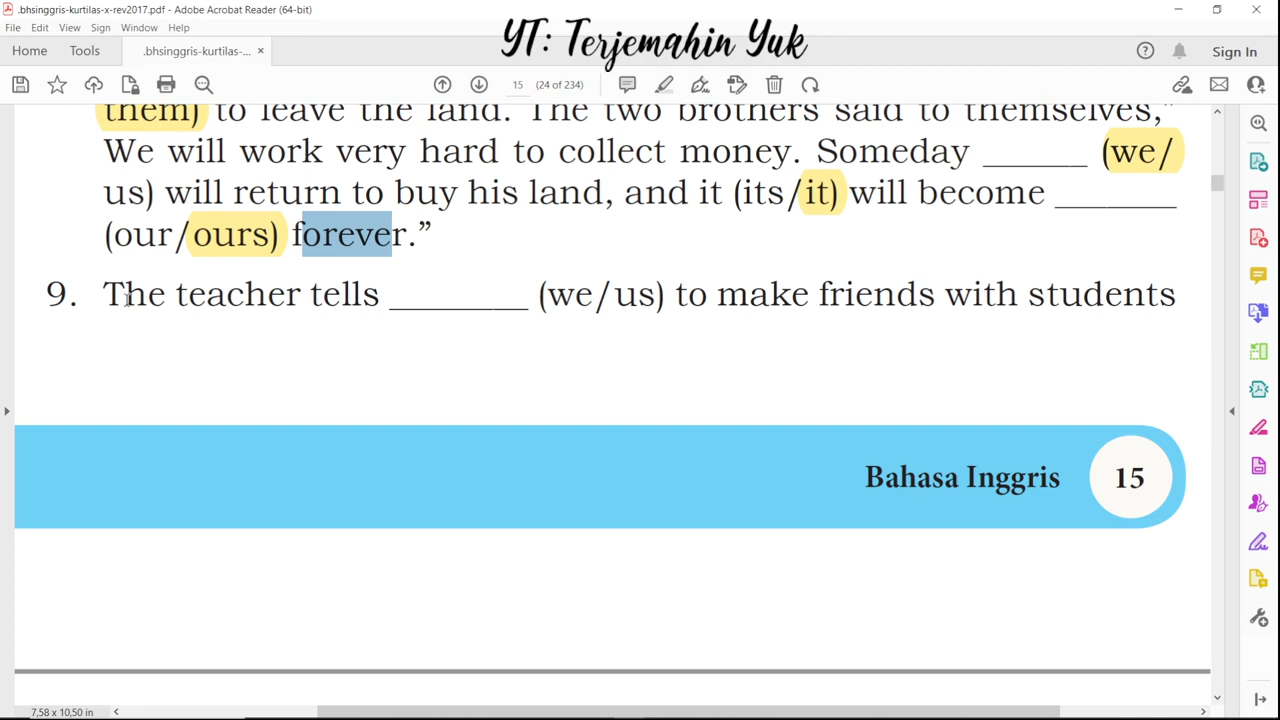 .bhsinggris-kurtilas-x-rev2017.pdf - Adobe Acrobat Reader (64-bit)
File Edit View Sign Window Help
YT: Terjemahin Yuk
Home Tools .bhsinggris-kurtilas-... × Sign In
15 (24 of 234)
them) to leave the land. The two brothers said to themselves,”
We will work very hard to collect money. Someday ______ (we/
us) will return to buy his land, and it (its/it) will become _______
(our/ours) forever.”
9. The teacher tells ________ (we/us) to make friends with students
Bahasa Inggris 15
7,58 x 10,50 in